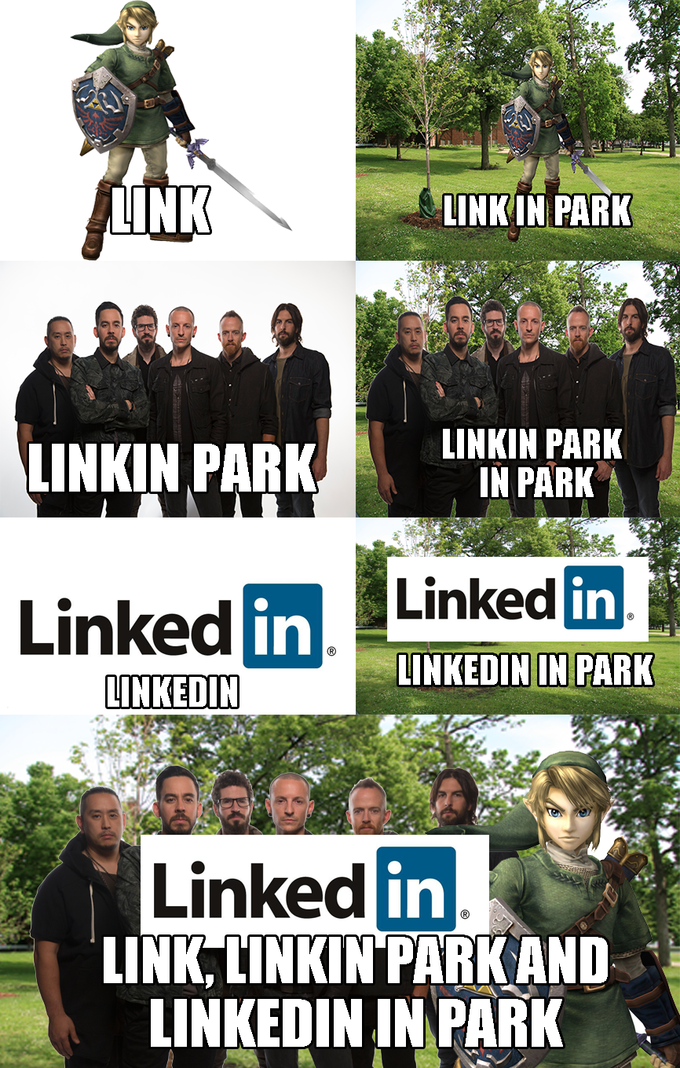 LINK
LINK IN PARK
LINKIN PARK
LINKIN PARK
IN PARK
Linked in®
LINKEDIN
Linked in®
LINKEDIN IN PARK
Linked in®
LINK, LINKIN PARK AND
LINKEDIN IN PARK